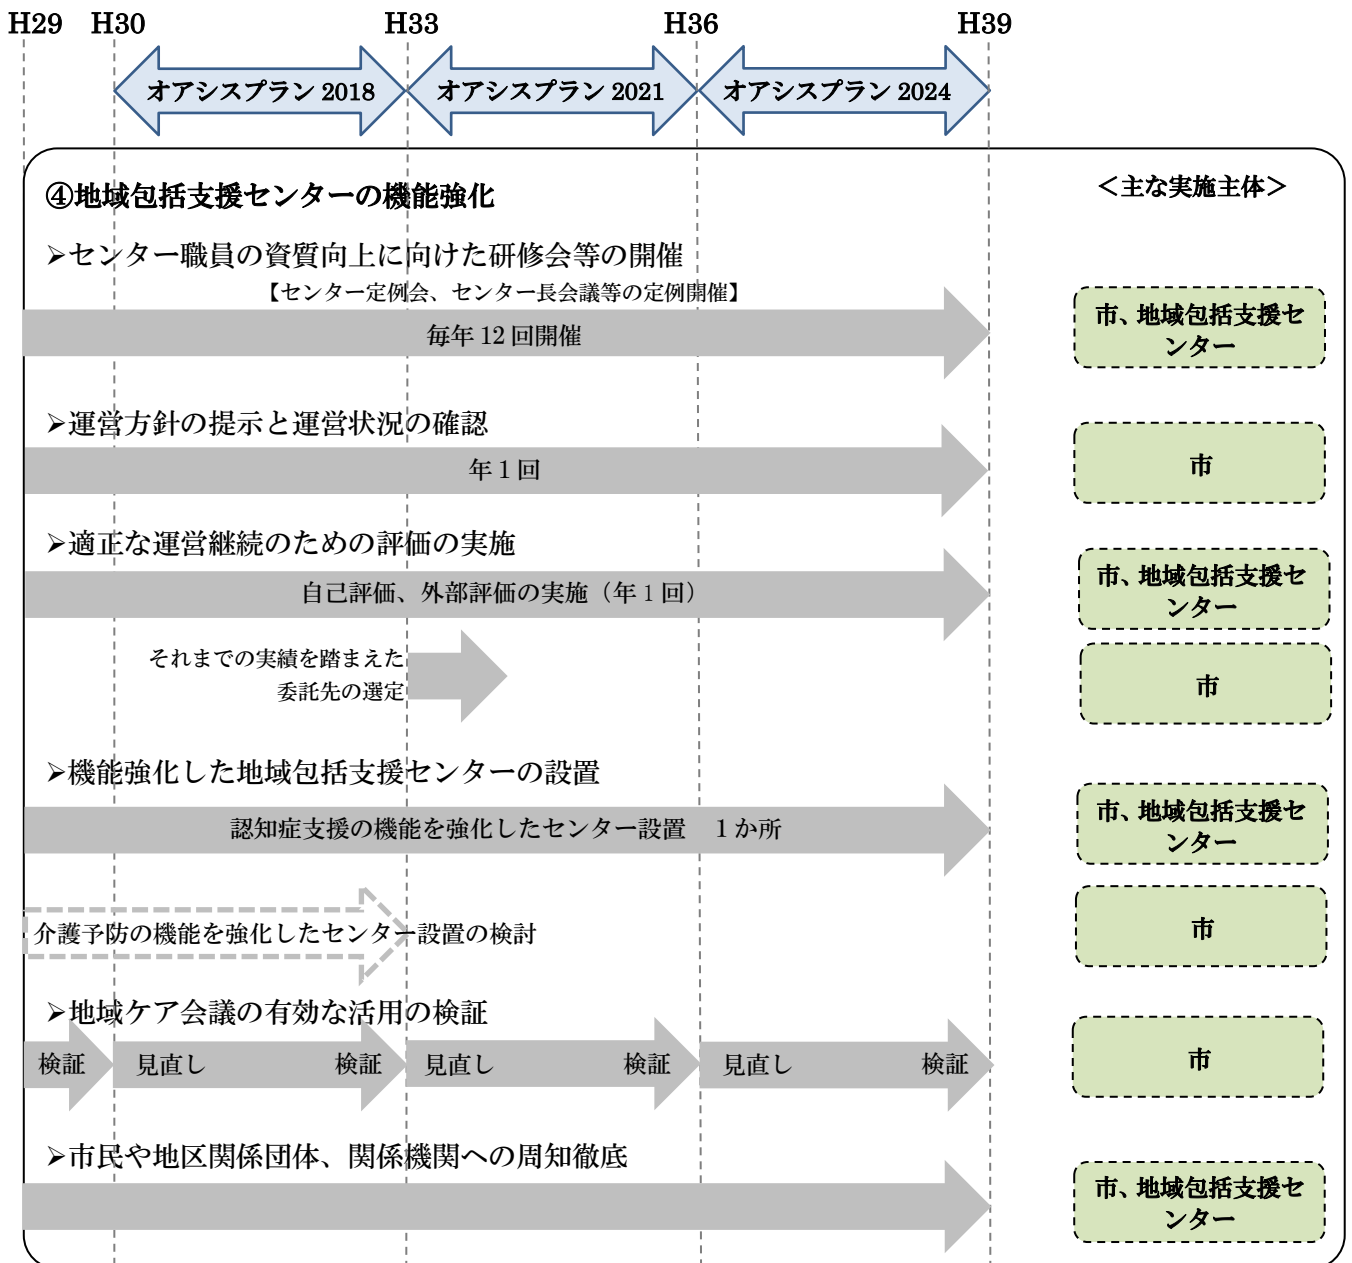 H29 H30 H33 H36 H39
オアシスプラン 2018 オアシスプラン 2021 オアシスプラン 2024
④地域包括支援センターの機能強化
＜主な実施主体＞
➢センター職員の資質向上に向けた研修会等の開催
【センター定例会、センター長会議等の定例開催】
毎年 12 回開催
市、地域包括支援セ
ンター
➢運営方針の提示と運営状況の確認
年 1 回
市
➢適正な運営継続のための評価の実施
自己評価、外部評価の実施（年 1 回）
市、地域包括支援セ
ンター
それまでの実績を踏まえた
委託先の選定
市
➢機能強化した地域包括支援センターの設置
認知症支援の機能を強化したセンター設置　1 か所
市、地域包括支援セ
ンター
介護予防の機能を強化したセンター設置の検討
市
➢地域ケア会議の有効な活用の検証
検証 見直し 検証 見直し 検証 見直し 検証
市
➢市民や地区関係団体、関係機関への周知徹底
市、地域包括支援セ
ンター